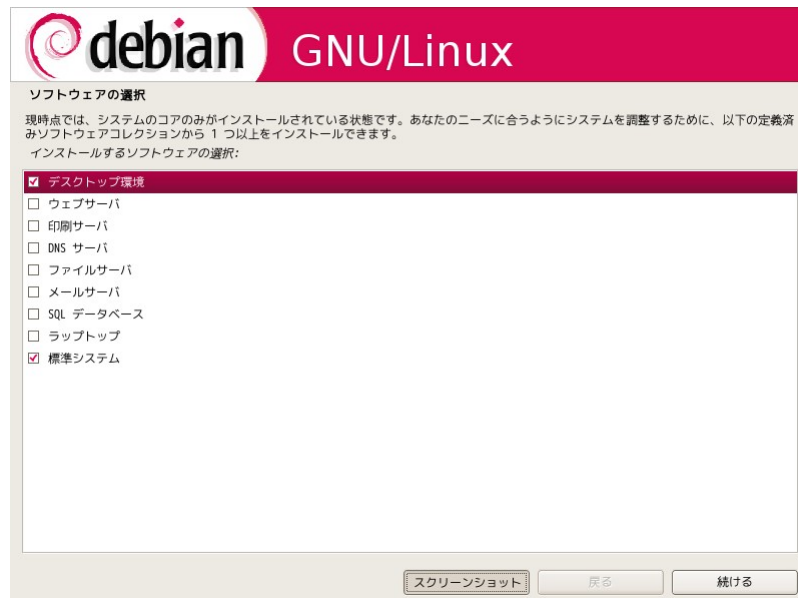 debian GNU/Linux
ソフトウェアの選択
現時点では、システムのコアのみがインストールされている状態です。あなたのニーズに合うようにシステムを調整するために、以下の定義済
みソフトウェアコレクションから 1 つ以上をインストールできます。
インストールするソフトウェアの選択:
デスクトップ環境
ウェブサーバ
印刷サーバ
DNS サーバ
ファイルサーバ
メールサーバ
SQL データベース
ラップトップ
標準システム
スクリーンショット 戻る 続ける